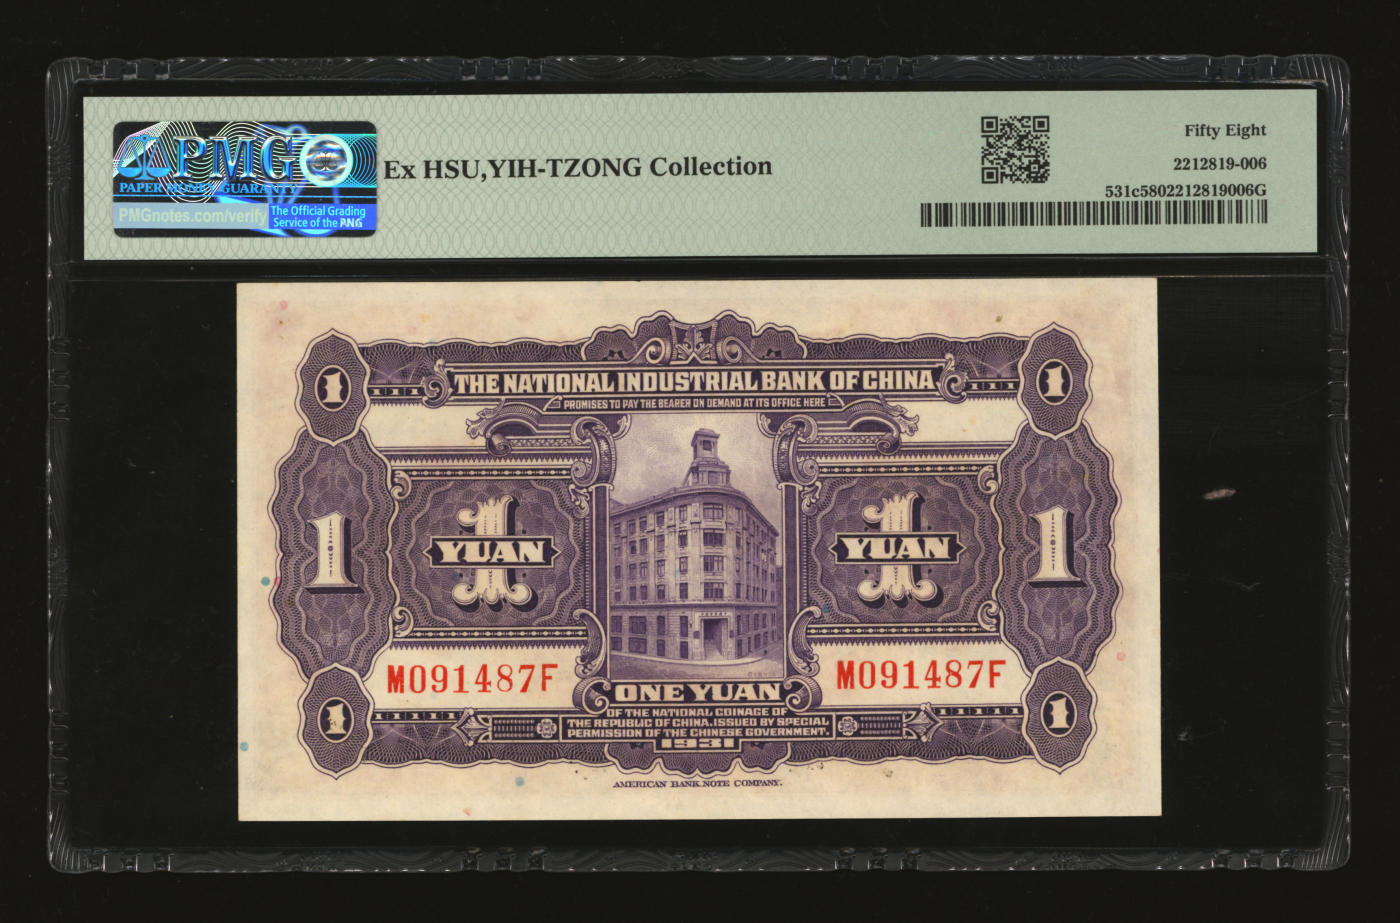 PMG
PAPER MONEY GUARANTY
PMGnotes.com/verify
The Official Grading
Service of the PNG
Ex HSU,YIH-TZONG Collection
Fifty Eight
2212819-006
531c5802212819006G
THE NATIONAL INDUSTRIAL BANK OF CHINA
PROMISES TO PAY THE BEARER ON DEMAND AT ITS OFFICE HERE
1
1
1 YUAN
1 YUAN
1
1
M091487F
M091487F
ONE YUAN
OF THE NATIONAL COINAGE OF
THE REPUBLIC OF CHINA. ISSUED BY SPECIAL
PERMISSION OF THE CHINESE GOVERNMENT.
1931
1
1
AMERICAN BANK NOTE COMPANY.